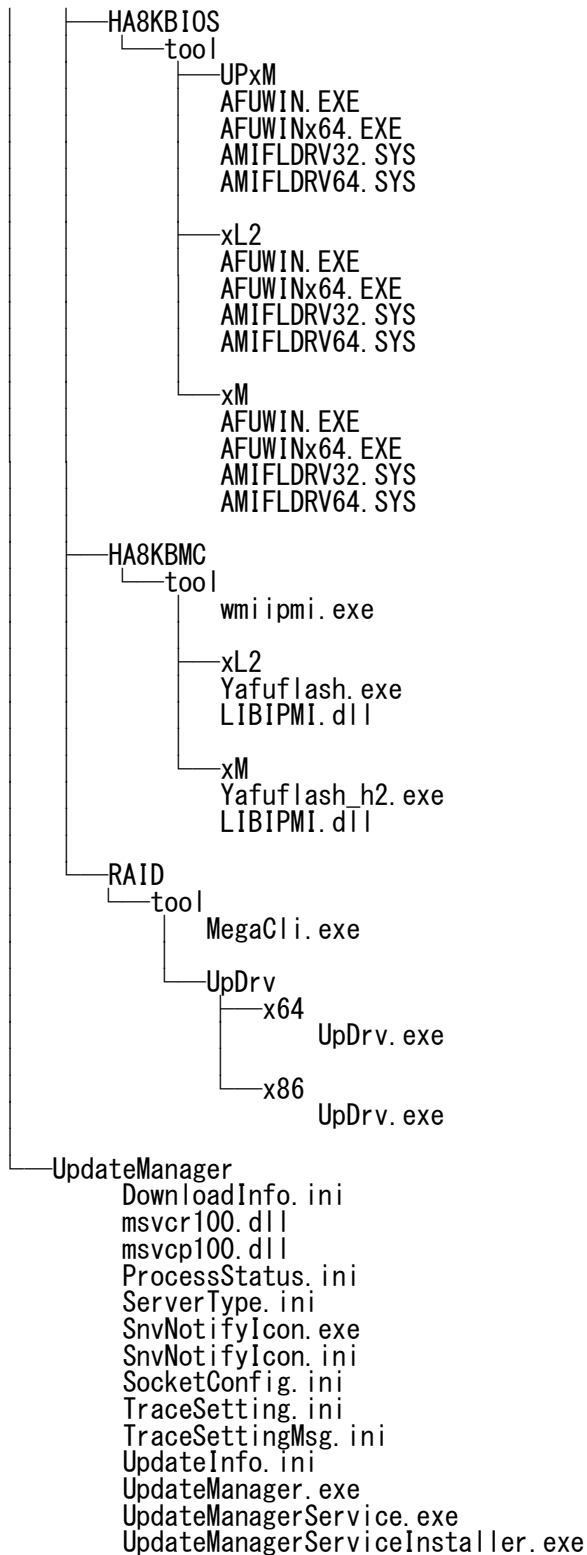 HA8KBIOS
tool
UPxM
AFUWIN.EXE
AFUWINx64.EXE
AMIFLDRV32.SYS
AMIFLDRV64.SYS
xL2
AFUWIN.EXE
AFUWINx64.EXE
AMIFLDRV32.SYS
AMIFLDRV64.SYS
xM
AFUWIN.EXE
AFUWINx64.EXE
AMIFLDRV32.SYS
AMIFLDRV64.SYS
HA8KBMC
tool
wmiipmi.exe
xL2
Yafuflash.exe
LIBIPMI.dll
xM
Yafuflash_h2.exe
LIBIPMI.dll
RAID
tool
MegaCli.exe
UpDrv
x64
UpDrv.exe
x86
UpDrv.exe
UpdateManager
DownloadInfo.ini
msvcr100.dll
msvcp100.dll
ProcessStatus.ini
ServerType.ini
SnvNotifyIcon.exe
SnvNotifyIcon.ini
SocketConfig.ini
TraceSetting.ini
TraceSettingMsg.ini
UpdateInfo.ini
UpdateManager.exe
UpdateManagerService.exe
UpdateManagerServiceInstaller.exe